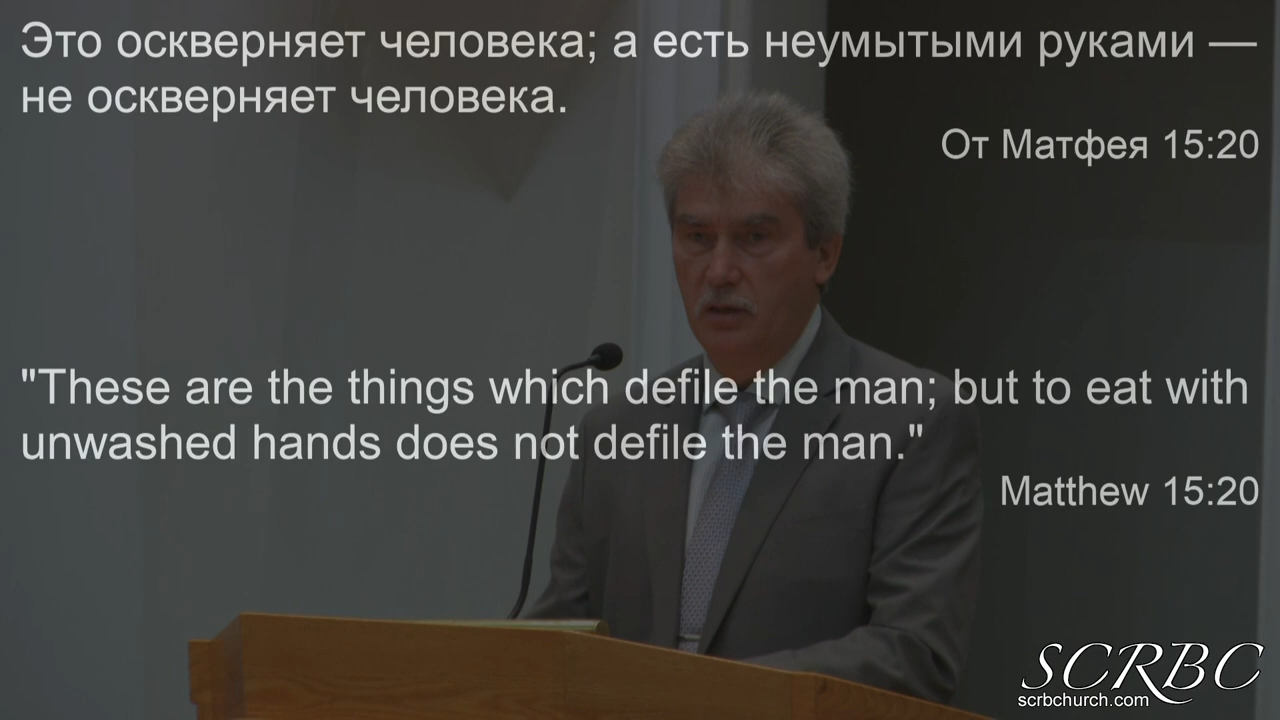 Это оскверняет человека; а есть неумытыми руками —
не оскверняет человека.
От Матфея 15:20
"These are the things which defile the man; but to eat with
unwashed hands does not defile the man."
Matthew 15:20
SCRBC
scrbchurch.com